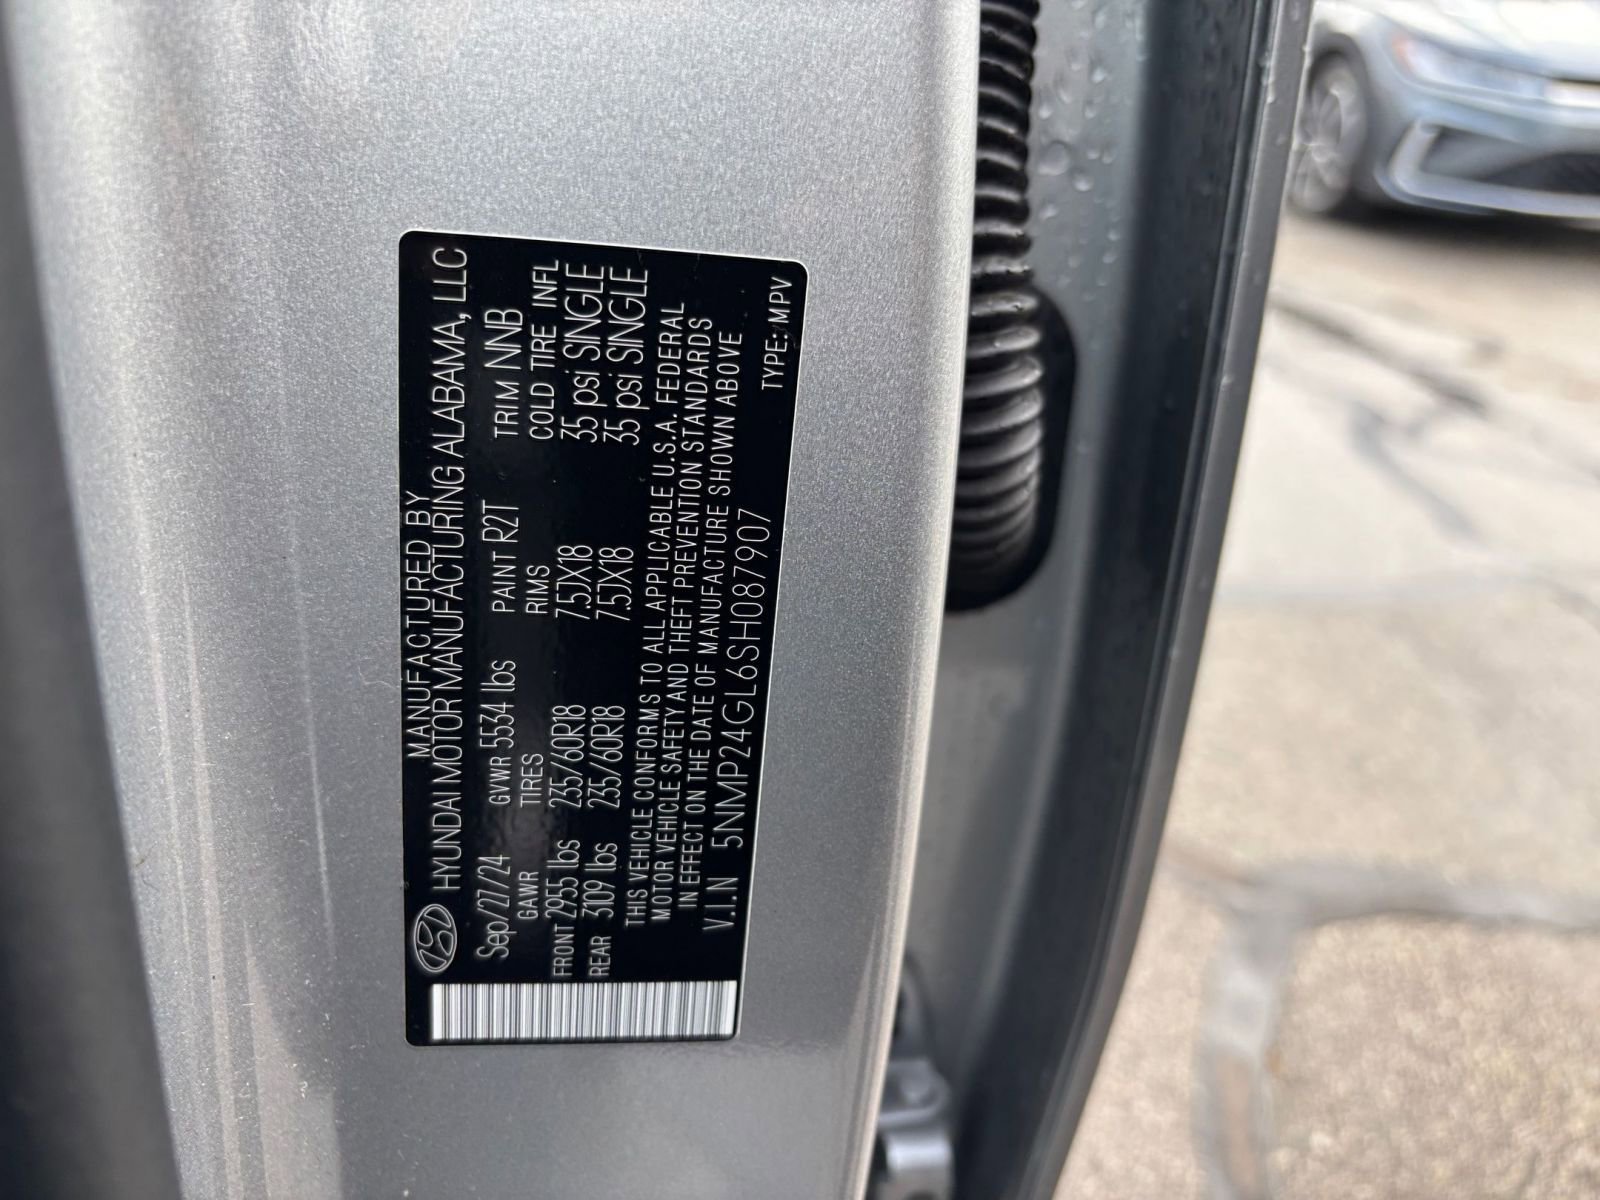 MANUFACTURED BY
HYUNDAI MOTOR MANUFACTURING ALABAMA, LLC
Sep/27/24 GVWR 5534 lbs PAINT R2T TRIM NNB
GAWR TIRES RIMS COLD TIRE INFL
FRONT 2955 lbs 235/60R18 7.5JX18 35 psi SINGLE
REAR 3109 lbs 235/60R18 7.5JX18 35 psi SINGLE
THIS VEHICLE CONFORMS TO ALL APPLICABLE U.S.A. FEDERAL
MOTOR VEHICLE SAFETY AND THEFT PREVENTION STANDARDS
IN EFFECT ON THE DATE OF MANUFACTURE SHOWN ABOVE
V.I.N 5NMP24GL6SH087907
TYPE: MPV